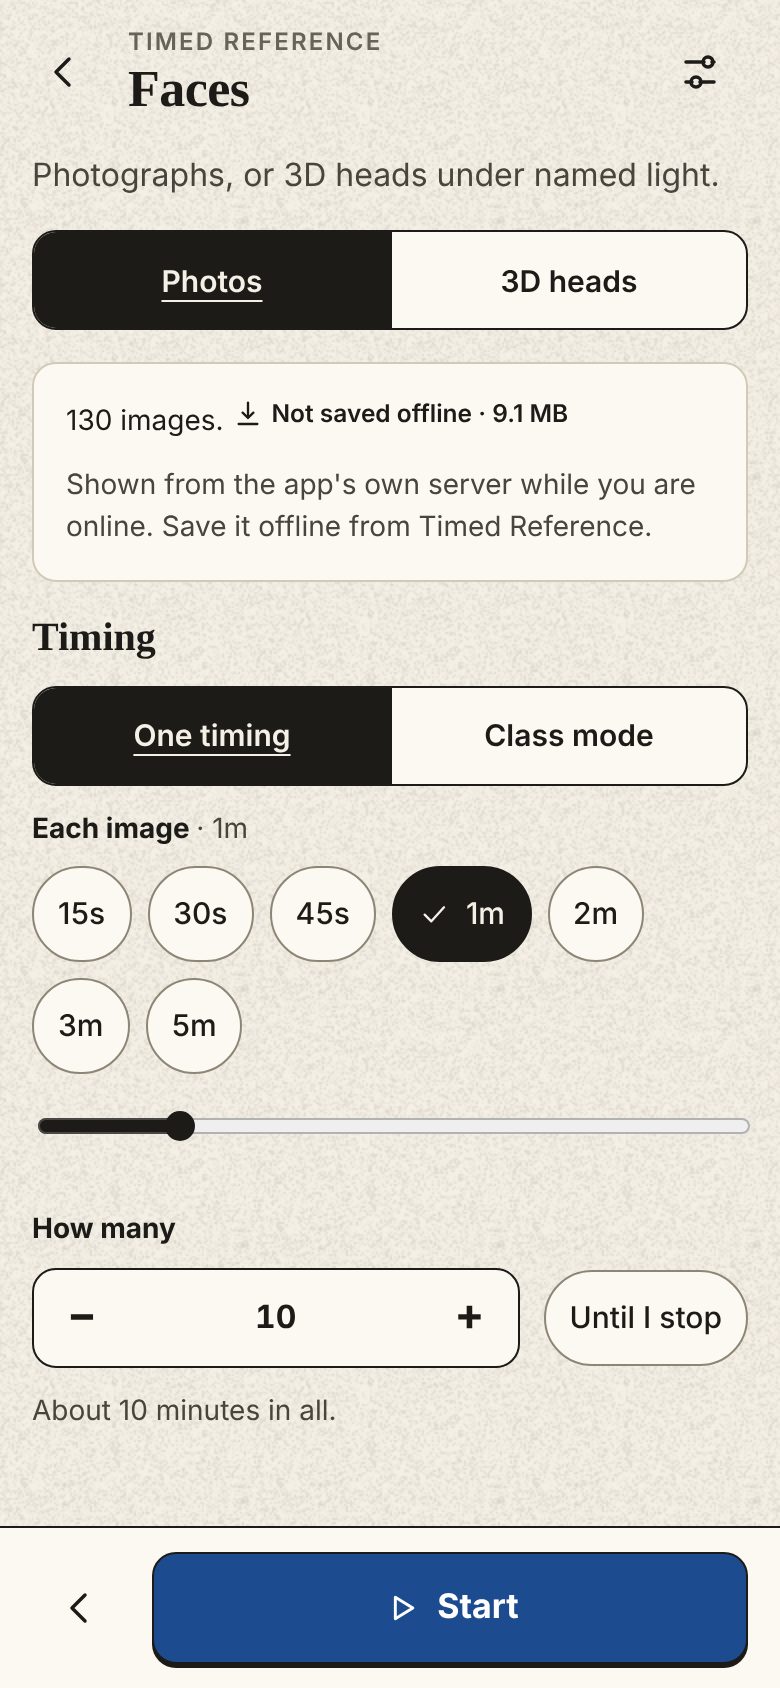 TIMED REFERENCE
Faces
Photographs, or 3D heads under named light.
Photos
3D heads
130 images. Not saved offline · 9.1 MB
Shown from the app's own server while you are
online. Save it offline from Timed Reference.
Timing
One timing
Class mode
Each image · 1m
15s 30s 45s 1m 2m
3m 5m
How many
− 10 + Until I stop
About 10 minutes in all.
Start